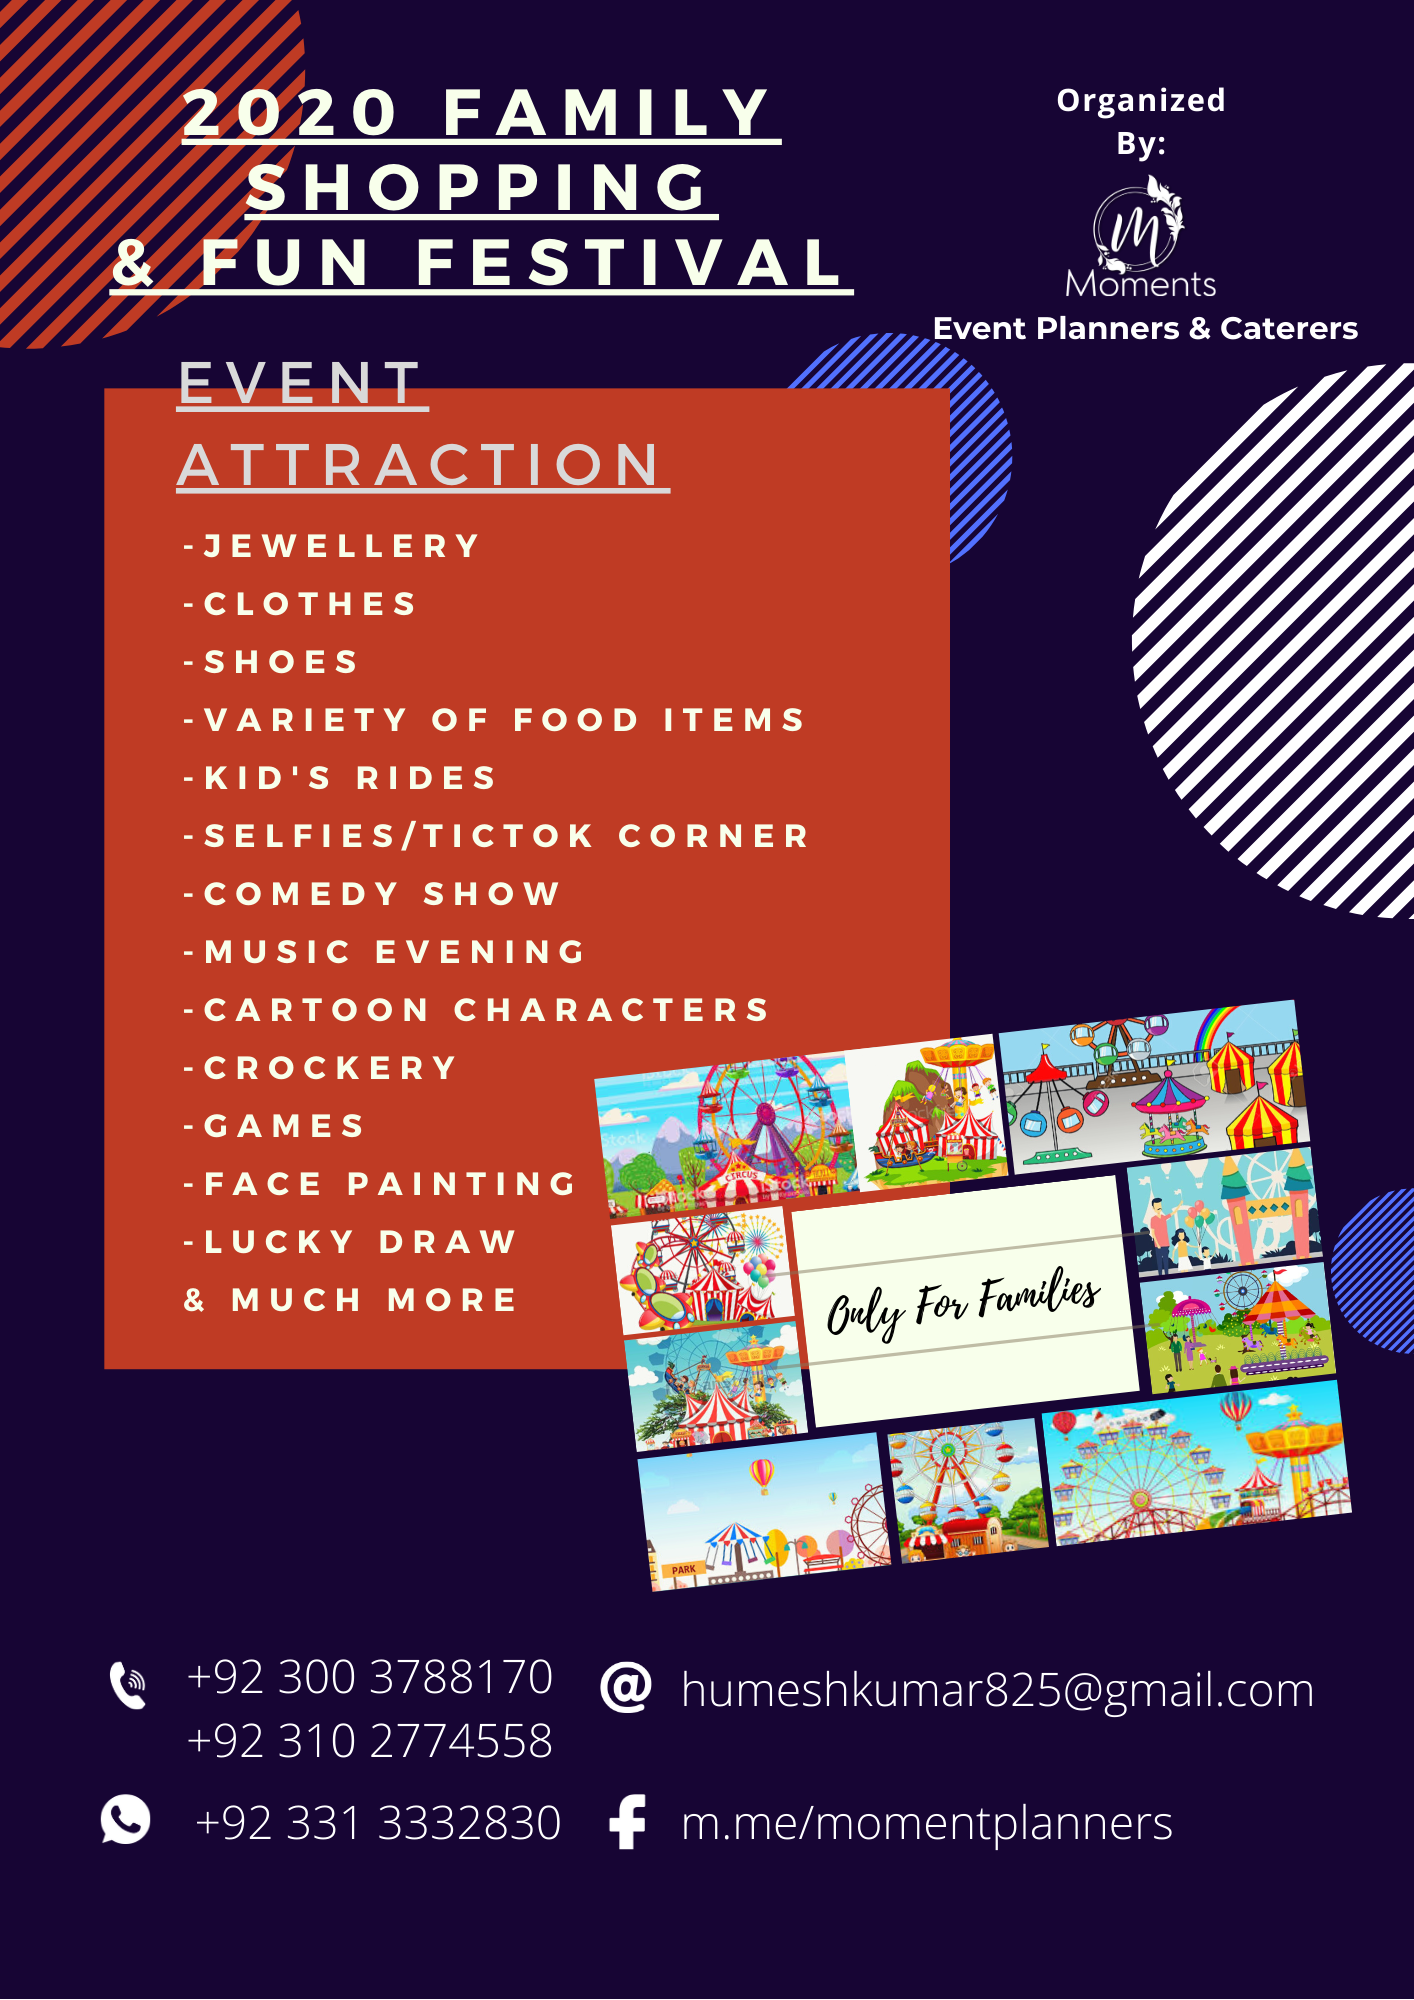 2020 FAMILY
SHOPPING
& FUN FESTIVAL
Organized
By:
M
Moments
Event Planners & Caterers
EVENT
ATTRACTION
-JEWELLERY
-CLOTHES
-SHOES
-VARIETY OF FOOD ITEMS
-KID'S RIDES
-SELFIES/TICTOK CORNER
-COMEDY SHOW
-MUSIC EVENING
-CARTOON CHARACTERS
-CROCKERY
-GAMES
-FACE PAINTING
-LUCKY DRAW
& MUCH MORE
CIRCUS
Only For Families
PARK
+92 300 3788170
+92 310 2774558
@ humeshkumar825@gmail.com
+92 331 3332830
f m.me/momentplanners